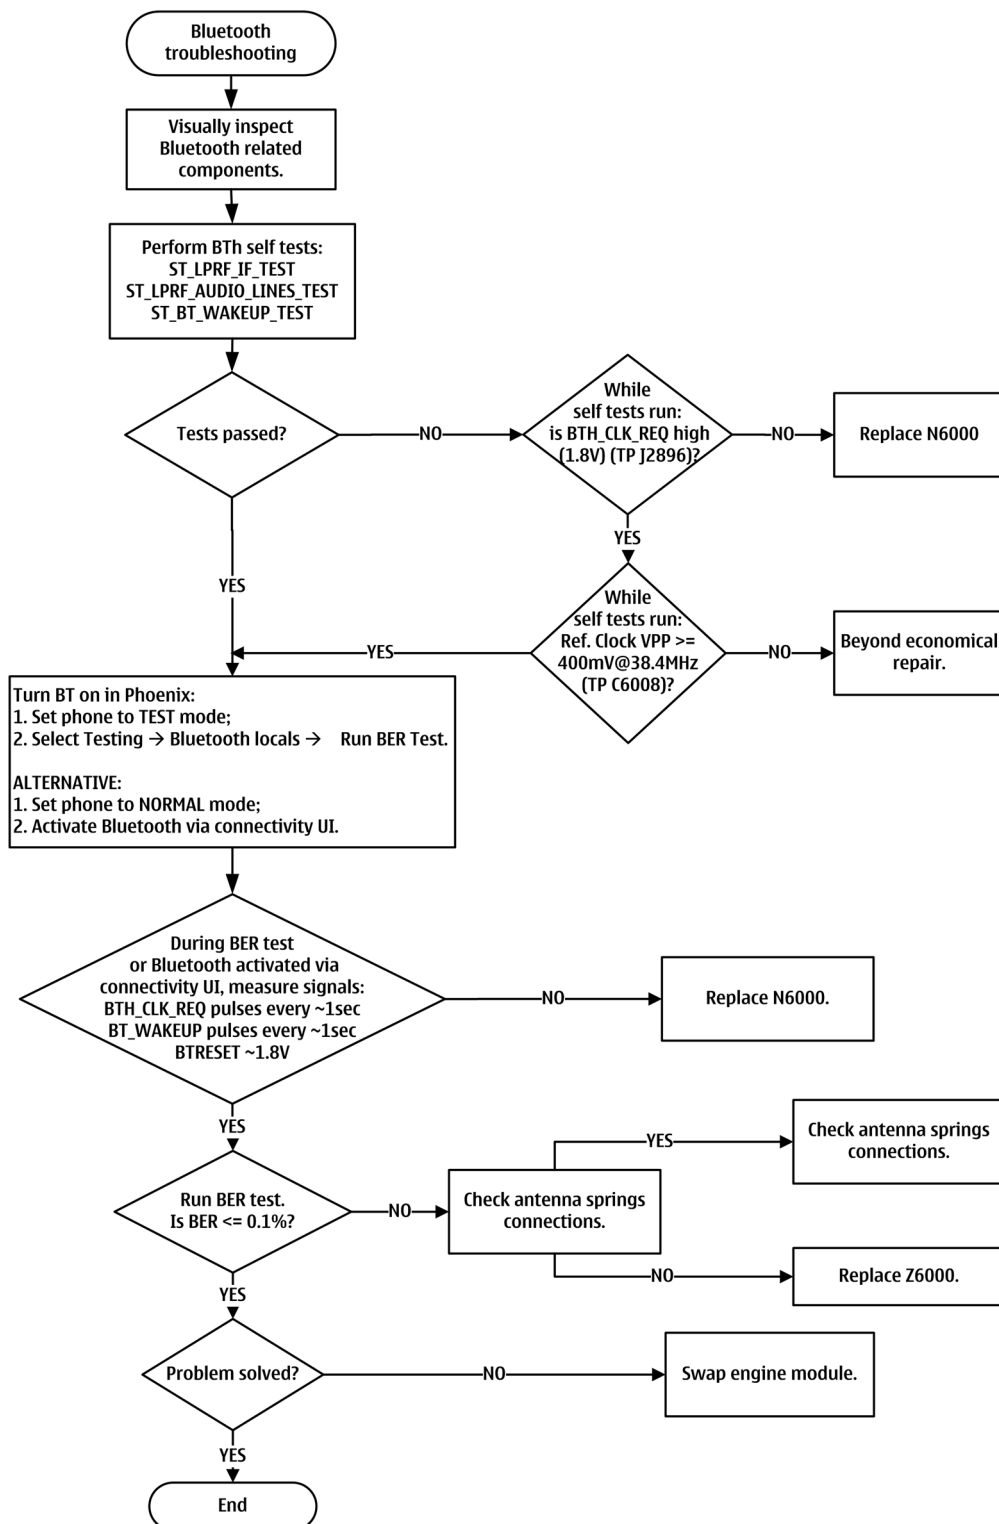 Bluetooth
troubleshooting
Visually inspect
Bluetooth related
components.
Perform BTh self tests:
ST_LPRF_IF_TEST
ST_LPRF_AUDIO_LINES_TEST
ST_BT_WAKEUP_TEST
Tests passed?
NO
While
self tests run:
is BTH_CLK_REQ high
(1.8V) (TP J2896)?
NO
Replace N6000
YES
YES
While
self tests run:
Ref. Clock VPP >=
400mV@38.4MHz
(TP C6008)?
YES
NO
Beyond economical
repair.
Turn BT on in Phoenix:
1. Set phone to TEST mode;
2. Select Testing → Bluetooth locals → Run BER Test.
ALTERNATIVE:
1. Set phone to NORMAL mode;
2. Activate Bluetooth via connectivity UI.
During BER test
or Bluetooth activated via
connectivity UI, measure signals:
BTH_CLK_REQ pulses every ~1sec
BT_WAKEUP pulses every ~1sec
BTRESET ~1.8V
NO
Replace N6000.
YES
Run BER test.
Is BER <= 0.1%?
NO
Check antenna springs
connections.
YES
Check antenna springs
connections.
NO
Replace Z6000.
YES
Problem solved?
NO
Swap engine module.
YES
End